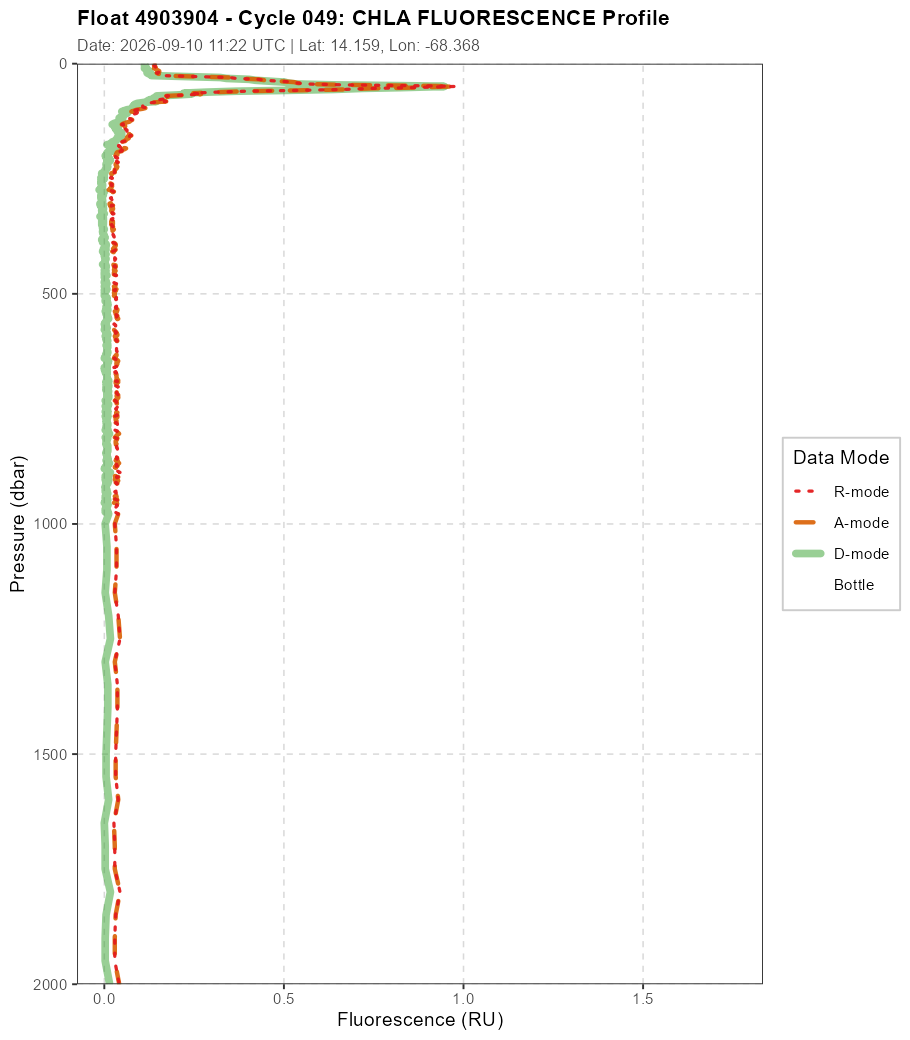 Float 4903904 - Cycle 049: CHLA FLUORESCENCE Profile
Date: 2026-09-10 11:22 UTC | Lat: 14.159, Lon: -68.368
0
500
1000
1500
2000
Pressure (dbar)
0.0
0.5
1.0
1.5
Fluorescence (RU)
Data Mode
R-mode
A-mode
D-mode
Bottle